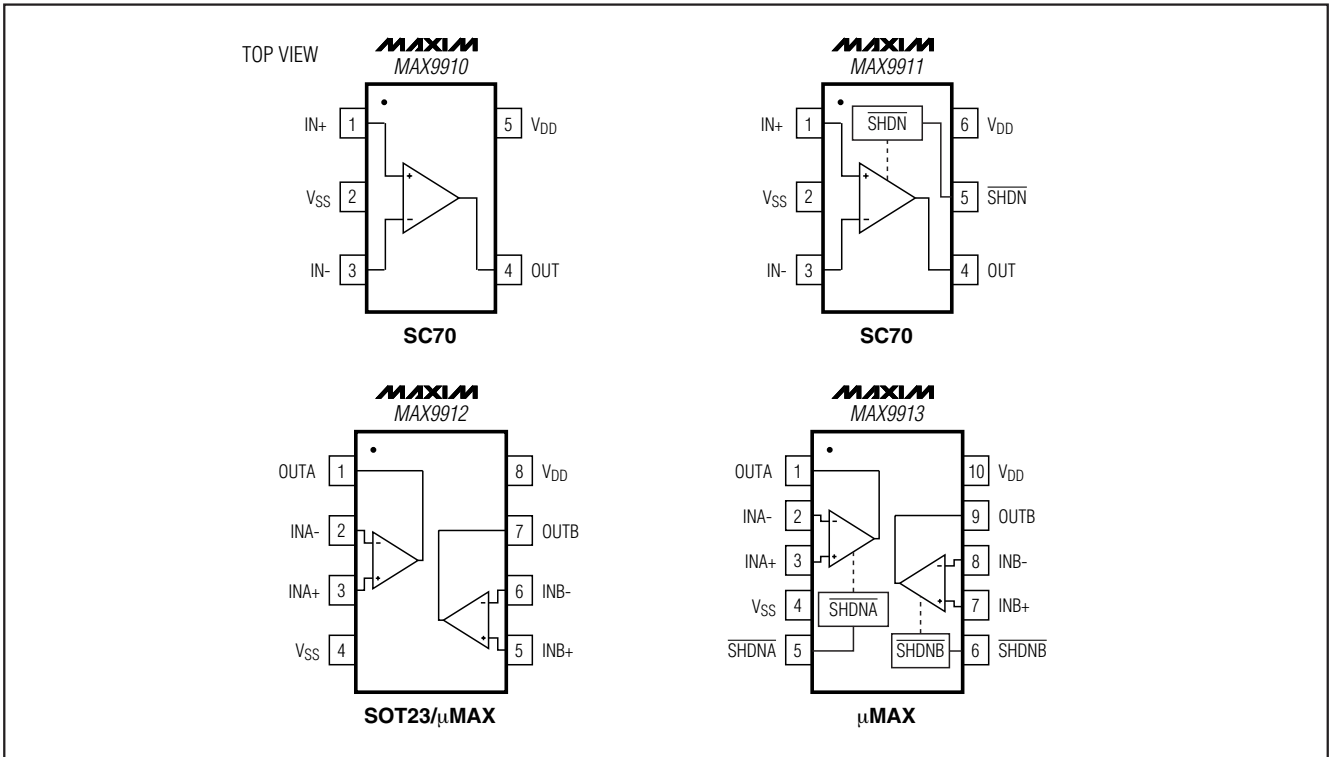 TOP VIEW
MAXIM
MAX9910
IN+ 1
5 VDD
VSS 2
IN- 3
4 OUT
+
−
SC70
MAXIM
MAX9911
IN+ 1
SHDN
6 VDD
VSS 2
5 SHDN
IN- 3
4 OUT
+
−
SC70
MAXIM
MAX9912
OUTA 1
8 VDD
INA- 2
7 OUTB
INA+ 3
6 INB-
VSS 4
5 INB+
−
+
−
+
SOT23/μMAX
MAXIM
MAX9913
OUTA 1
10 VDD
INA- 2
9 OUTB
INA+ 3
8 INB-
VSS 4
7 INB+
SHDNA 5
6 SHDNB
SHDNA
SHDNB
−
+
−
+
μMAX